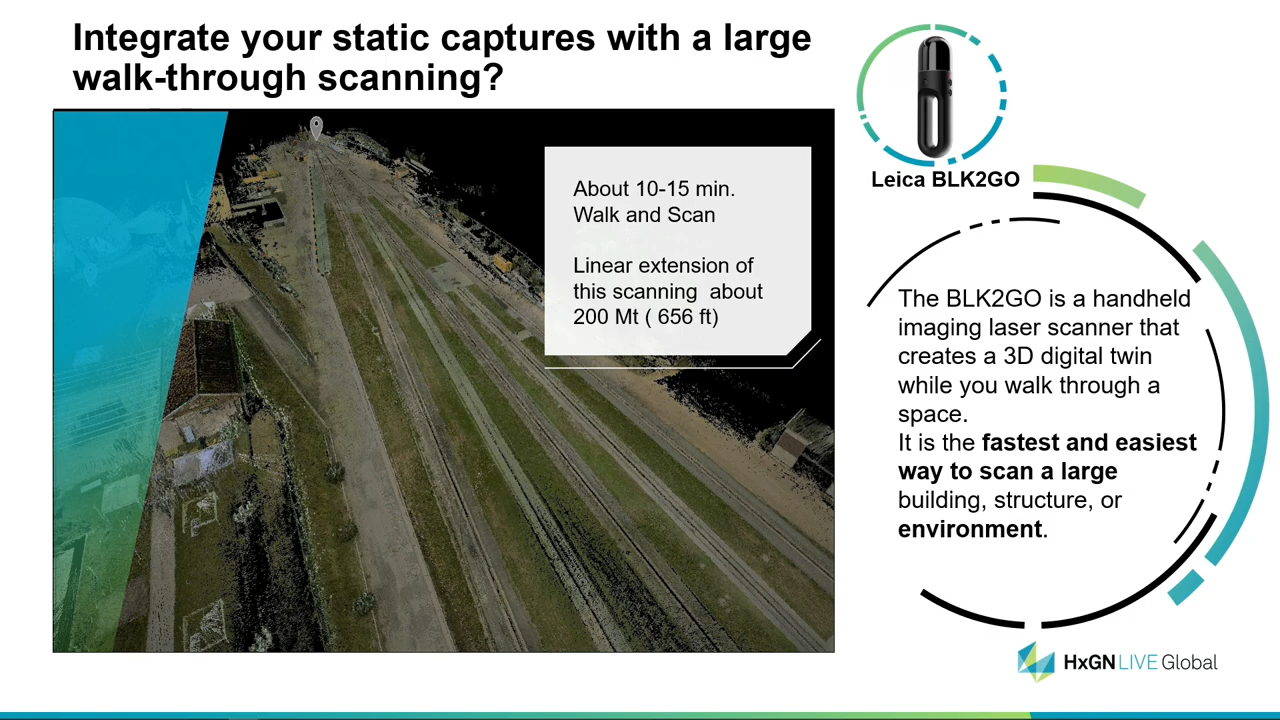 Integrate your static captures with a large
walk-through scanning?
About 10-15 min.
Walk and Scan
Linear extension of
this scanning about
200 Mt ( 656 ft)
Leica BLK2GO
The BLK2GO is a handheld
imaging laser scanner that
creates a 3D digital twin
while you walk through a
space.
It is the fastest and easiest
way to scan a large
building, structure, or
environment.
HxGN LIVE Global